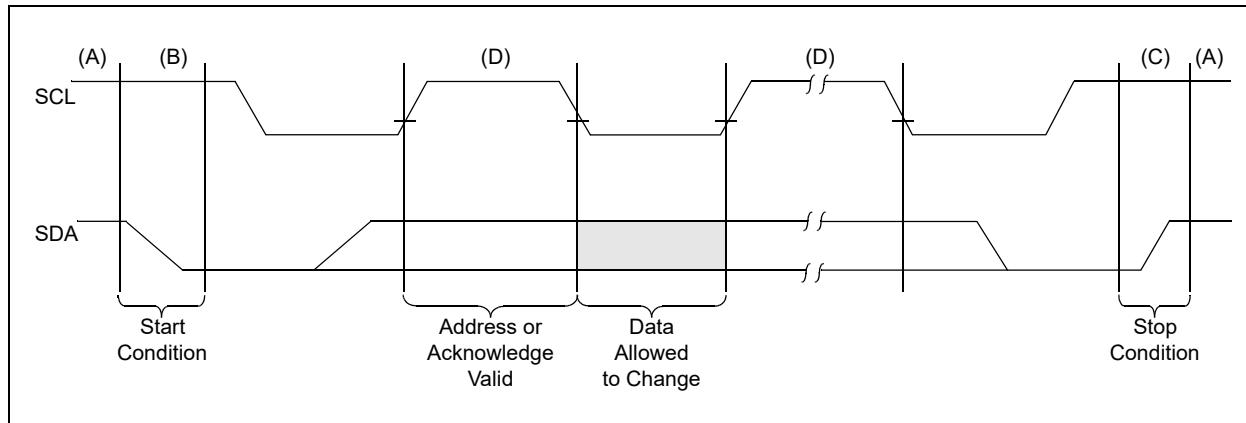 (A) (B) (D) (D) (C) (A)
SCL
SDA
Start
Condition
Address or
Acknowledge
Valid
Data
Allowed
to Change
Stop
Condition